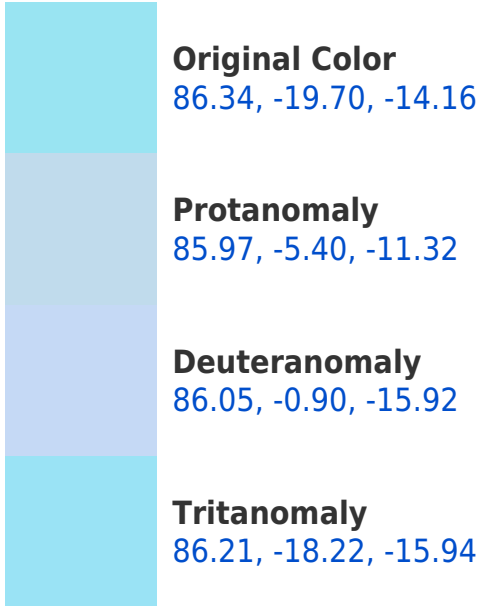 Original Color
86.34, -19.70, -14.16
Protanomaly
85.97, -5.40, -11.32
Deuteranomaly
86.05, -0.90, -15.92
Tritanomaly
86.21, -18.22, -15.94